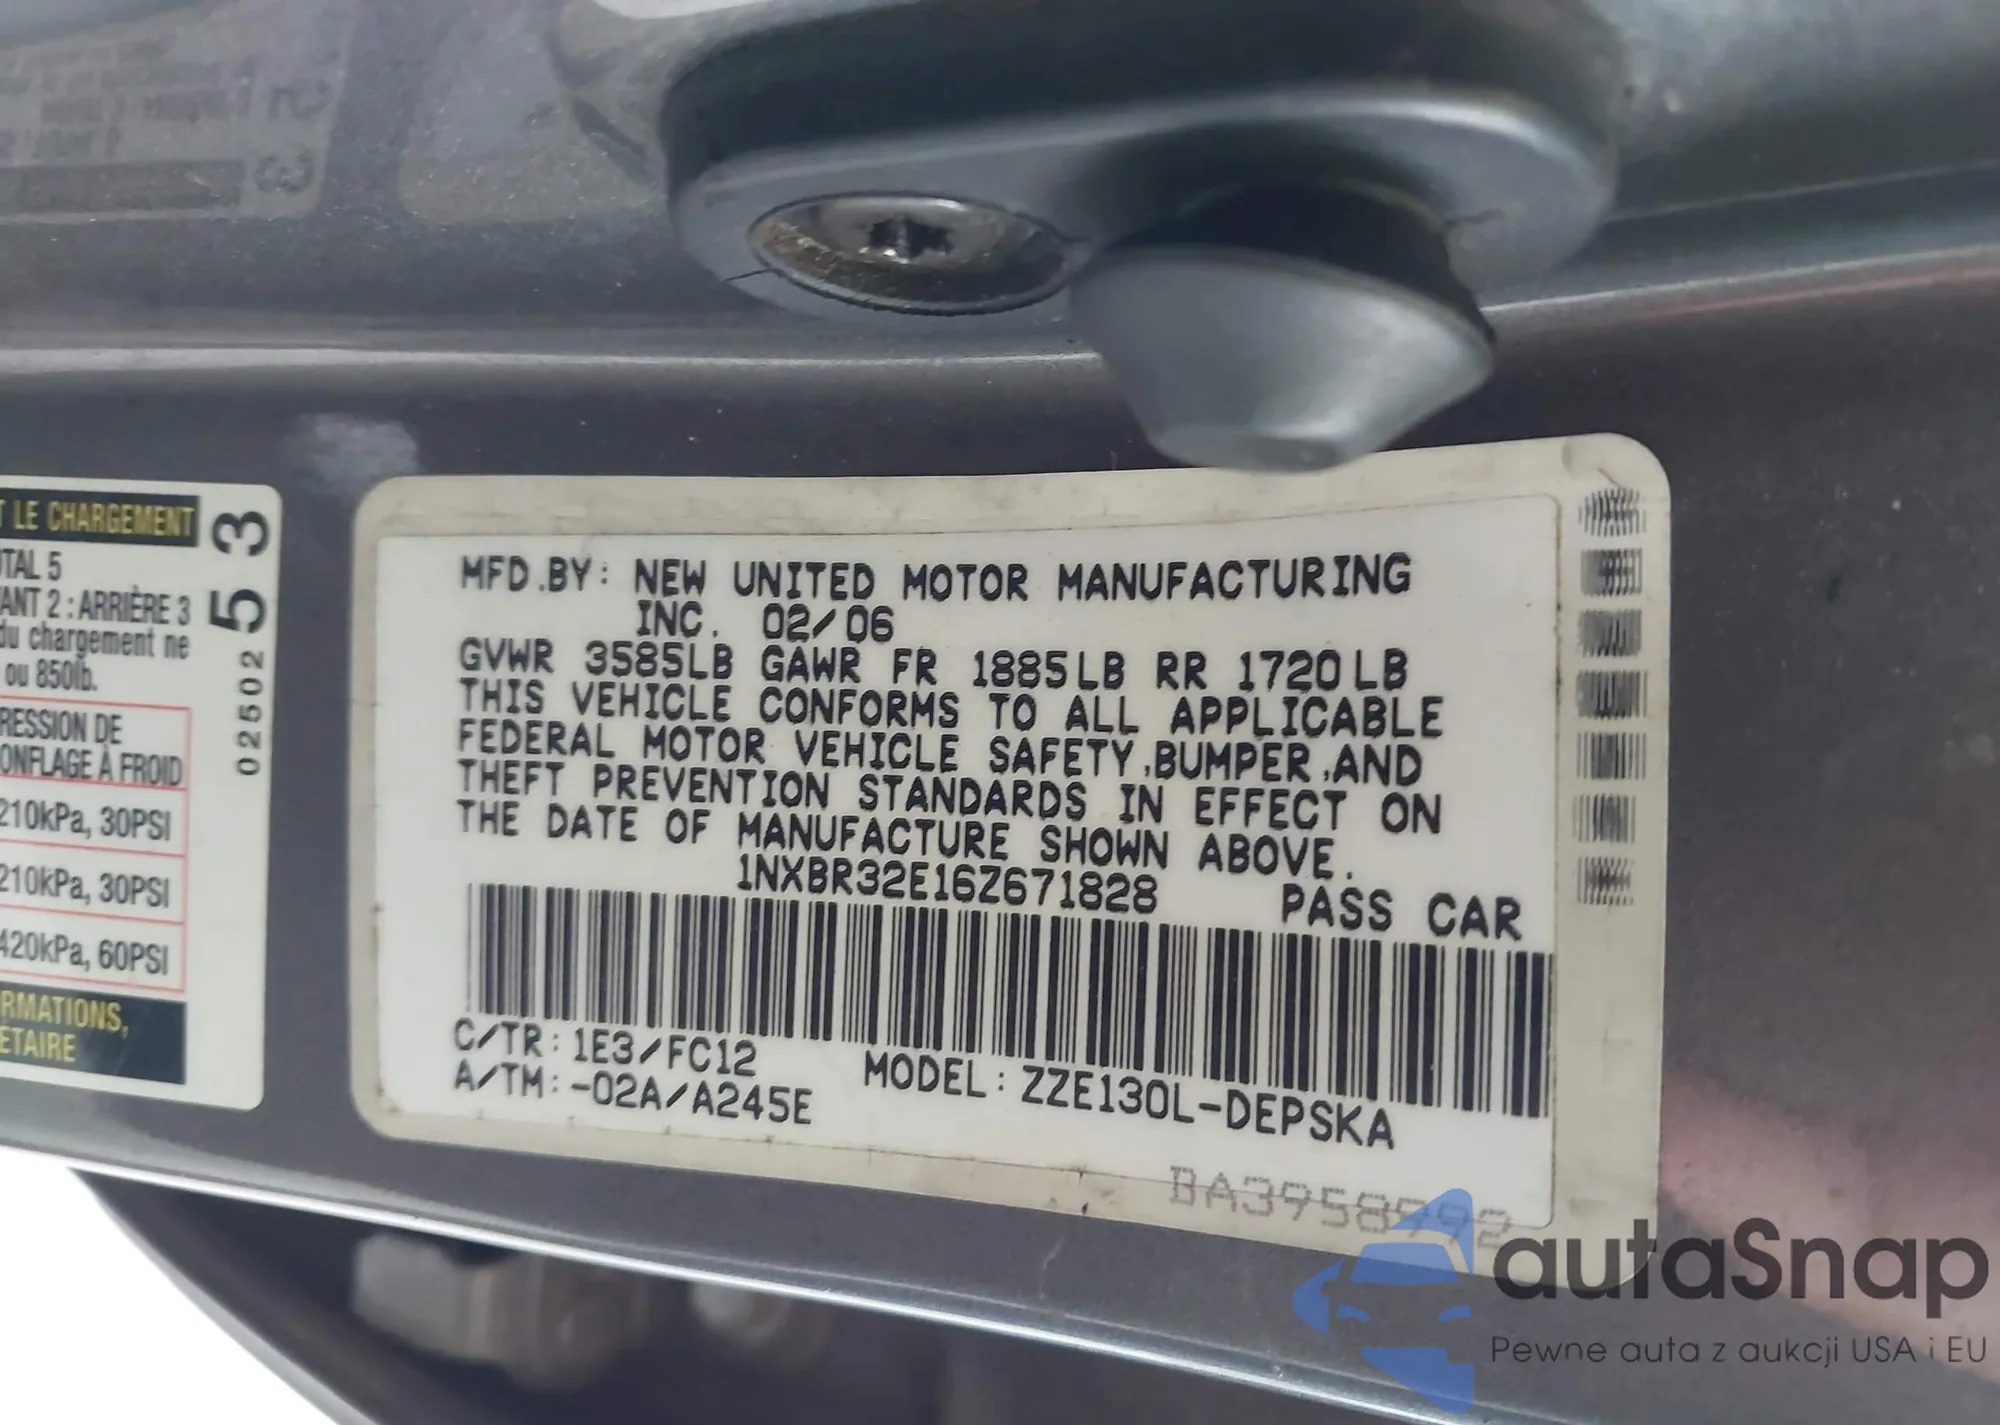 T LE CHARGEMENT
OTAL 5
VANT 2 : ARRIÈRE 3
du chargement ne
ou 850lb.
RESSION DE
ONFLAGE À FROID
210kPa, 30PSI
210kPa, 30PSI
420kPa, 60PSI
RMATIONS,
ÉTAIRE
02502 53
MFD.BY: NEW UNITED MOTOR MANUFACTURING
INC. 02/06
GVWR 3585LB GAWR FR 1885LB RR 1720LB
THIS VEHICLE CONFORMS TO ALL APPLICABLE
FEDERAL MOTOR VEHICLE SAFETY,BUMPER,AND
THEFT PREVENTION STANDARDS IN EFFECT ON
THE DATE OF MANUFACTURE SHOWN ABOVE.
1NXBR32E16Z671828 PASS CAR
C/TR: 1E3/FC12
A/TM:-02A/A245E
MODEL: ZZE130L-DEPSKA
BA3958992
autaSnap
Pewne auta z aukcji USA i EU